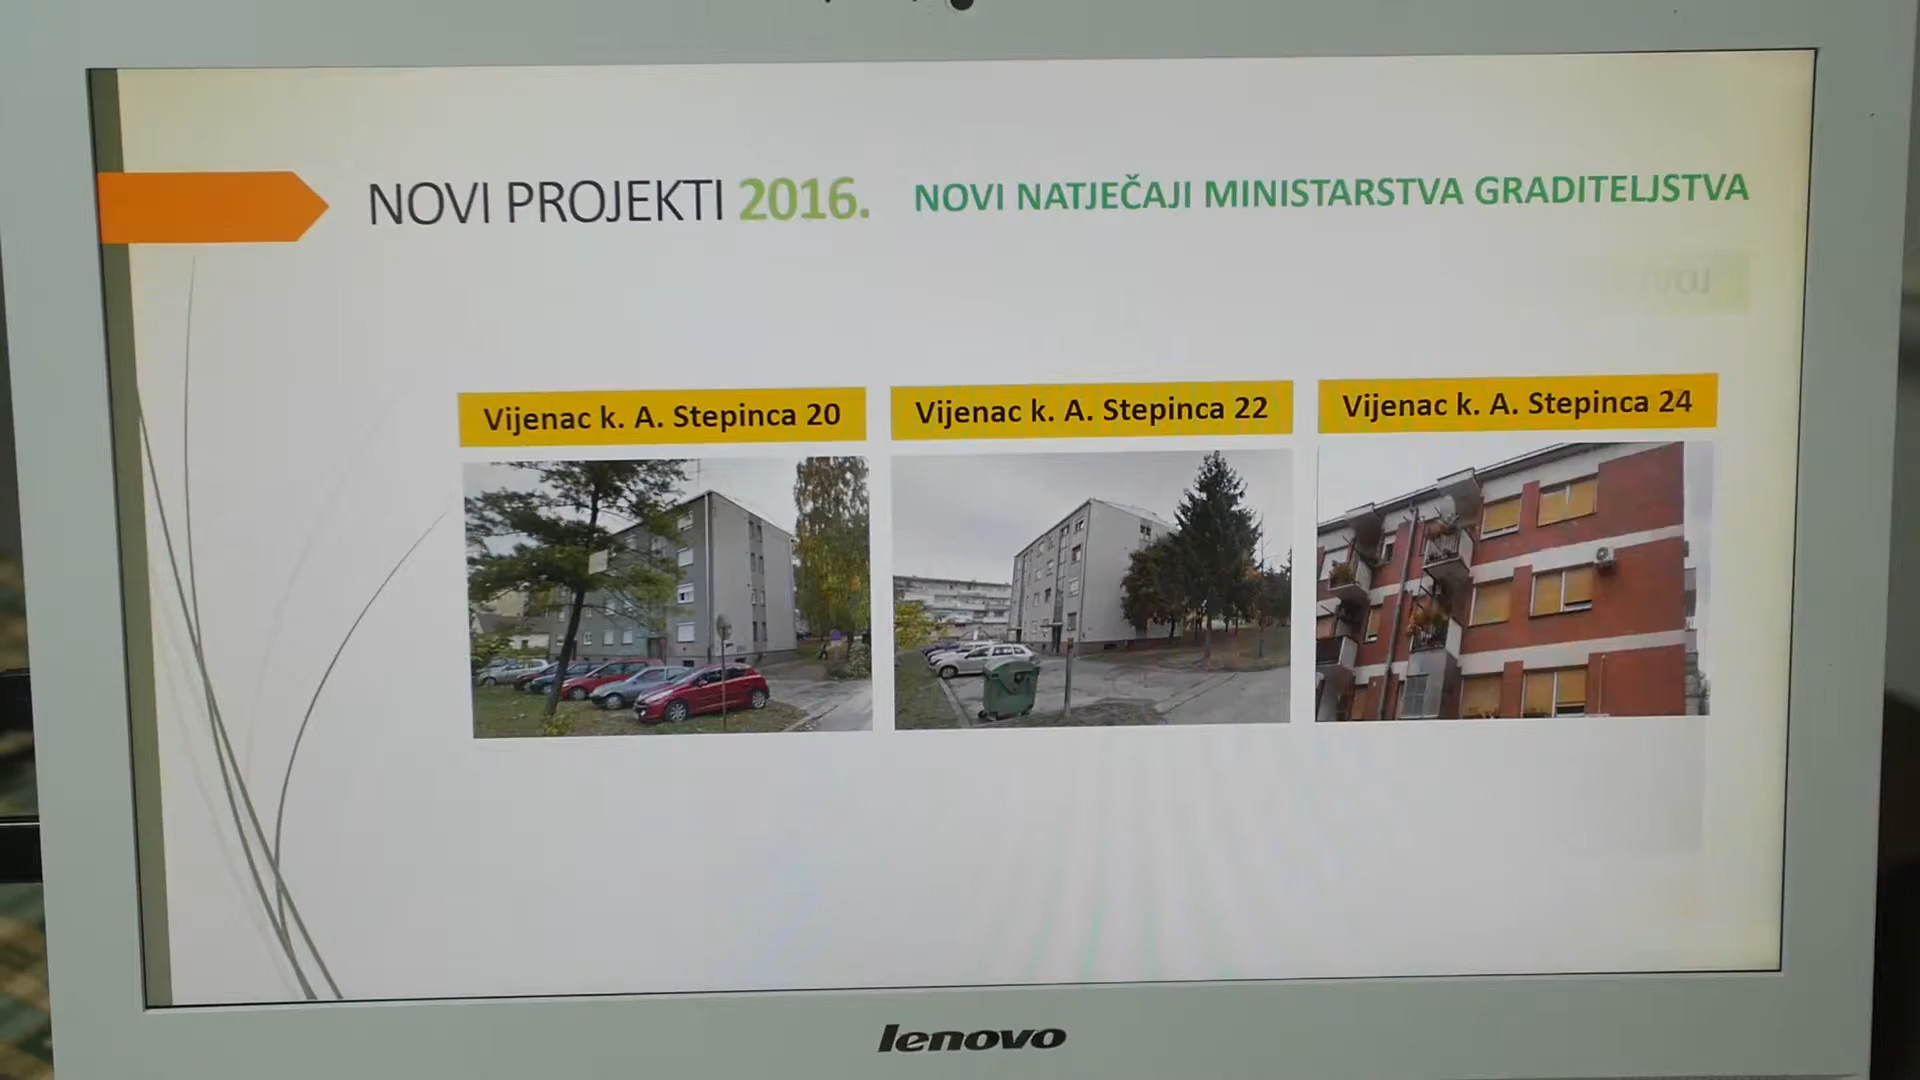 NOVI PROJEKTI 2016.
NOVI NATJEČAJI MINISTARSTVA GRADITELJSTVA
Vijenac k. A. Stepinca 20
Vijenac k. A. Stepinca 22
Vijenac k. A. Stepinca 24
lenovo